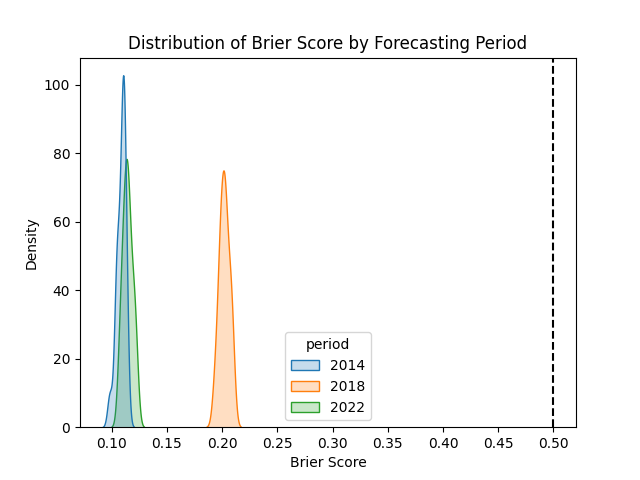 Distribution of Brier Score by Forecasting Period
Density
100
80
60
40
20
0
0.10 0.15 0.20 0.25 0.30 0.35 0.40 0.45 0.50
Brier Score
period
2014
2018
2022